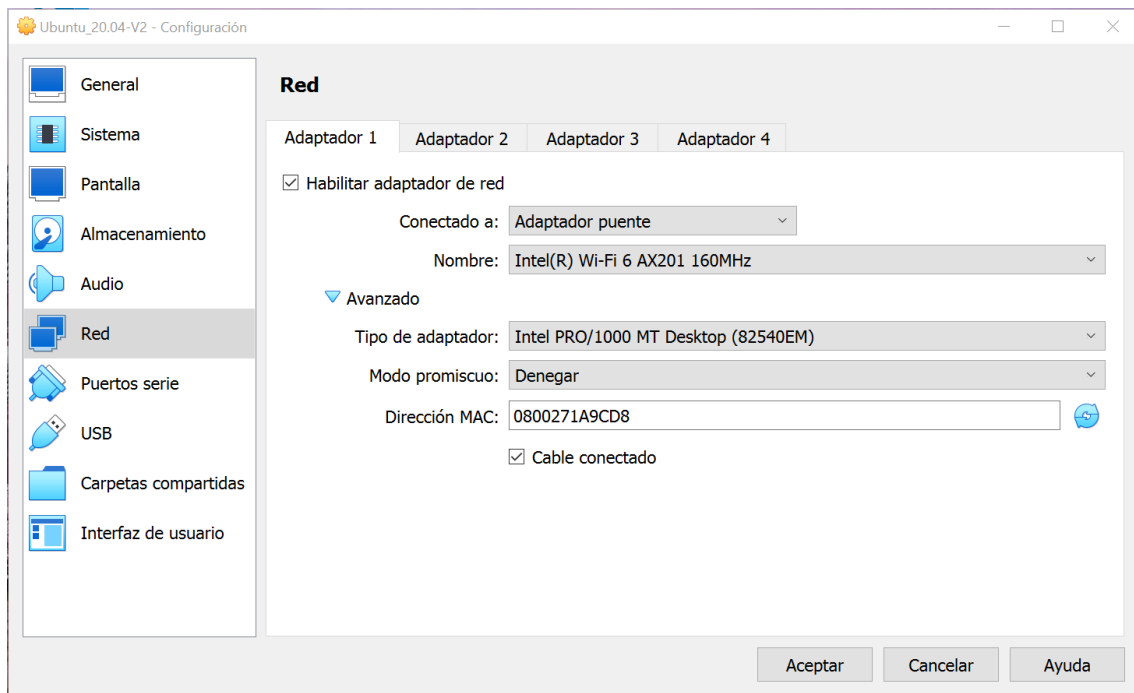 Ubuntu_20.04-V2 - Configuración
General
Sistema
Pantalla
Almacenamiento
Audio
Red
Puertos serie
USB
Carpetas compartidas
Interfaz de usuario
Red
Adaptador 1 Adaptador 2 Adaptador 3 Adaptador 4
Habilitar adaptador de red
Conectado a: Adaptador puente
Nombre: Intel(R) Wi-Fi 6 AX201 160MHz
Avanzado
Tipo de adaptador: Intel PRO/1000 MT Desktop (82540EM)
Modo promiscuo: Denegar
Dirección MAC: 0800271A9CD8
Cable conectado
Aceptar Cancelar Ayuda